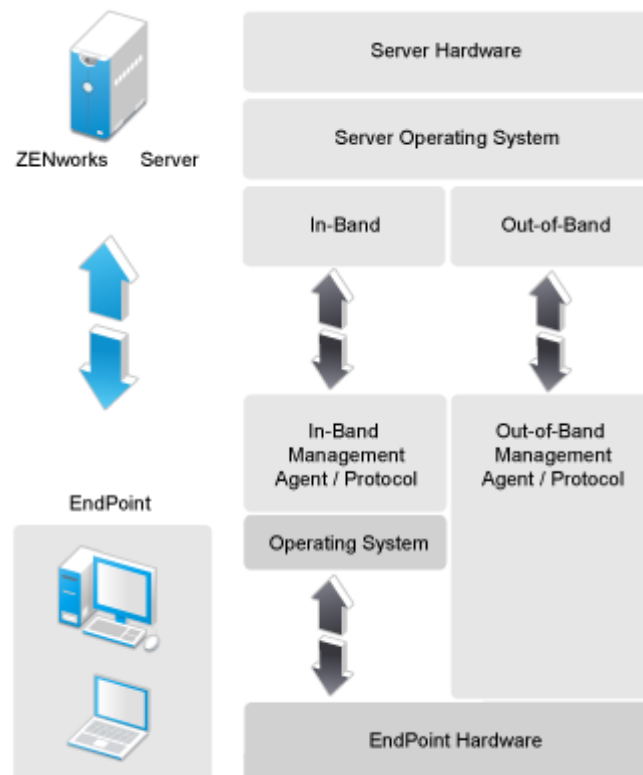 Server Hardware
ZENworks Server
Server Operating System
In-Band
Out-of-Band
In-Band
Management
Agent / Protocol
Out-of-Band
Management
Agent / Protocol
EndPoint
Operating System
EndPoint Hardware